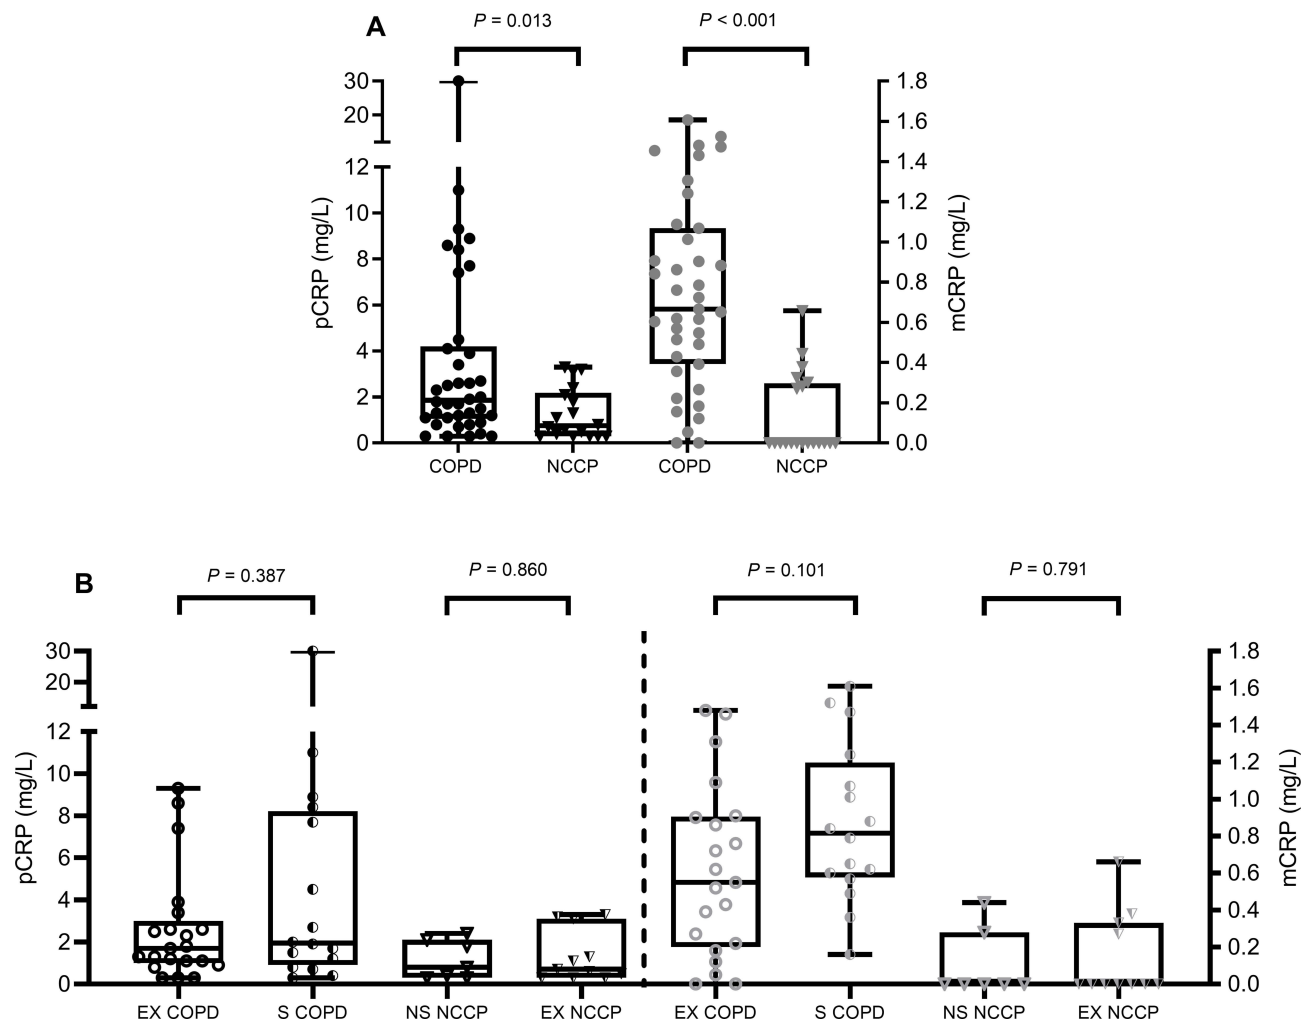 A
P = 0.013
P < 0.001
30
20
12
10
8
6
4
2
0
pCRP (mg/L)
1.8
1.6
1.4
1.2
1.0
0.8
0.6
0.4
0.2
0.0
mCRP (mg/L)
COPD NCCP COPD NCCP
B
P = 0.387
P = 0.860
P = 0.101
P = 0.791
30
20
12
10
8
6
4
2
0
pCRP (mg/L)
1.8
1.6
1.4
1.2
1.0
0.8
0.6
0.4
0.2
0.0
mCRP (mg/L)
EX COPD S COPD NS NCCP EX NCCP EX COPD S COPD NS NCCP EX NCCP